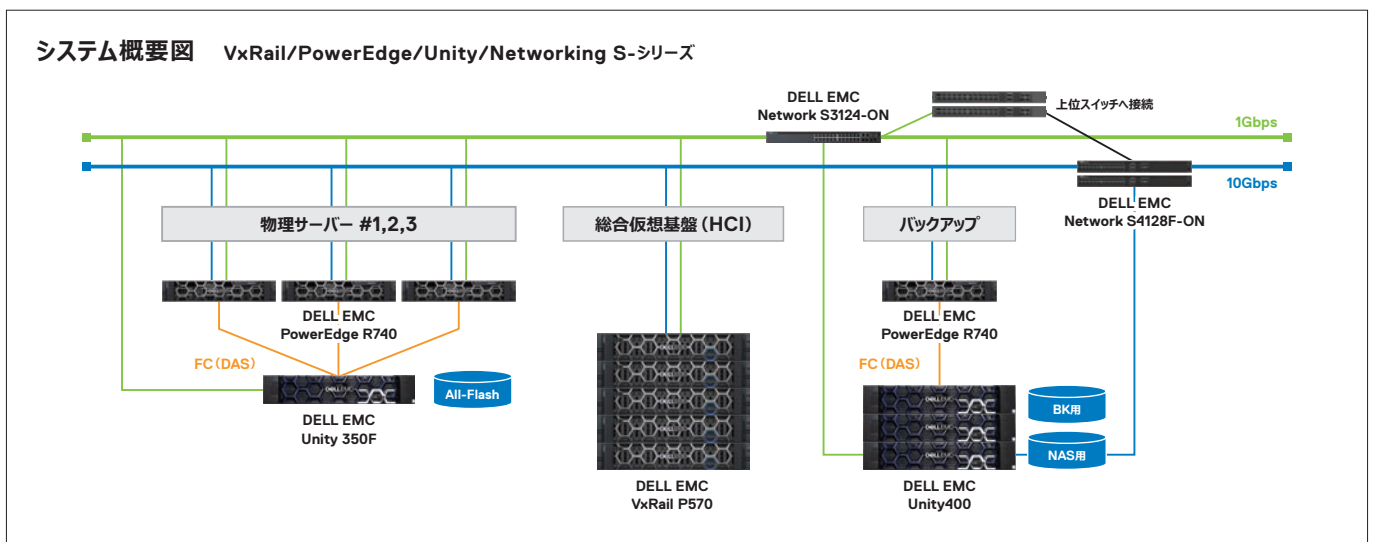 システム概要図 VxRail/PowerEdge/Unity/Networking S-シリーズ
DELL EMC
Network S3124-ON
上位スイッチへ接続
1Gbps
10Gbps
DELL EMC
Network S4128F-ON
物理サーバー #1,2,3
総合仮想基盤(HCI)
バックアップ
DELL EMC
PowerEdge R740
DELL EMC
PowerEdge R740
FC(DAS)
FC(DAS)
All-Flash
DELL EMC
Unity 350F
BK用
NAS用
DELL EMC
VxRail P570
DELL EMC
Unity400